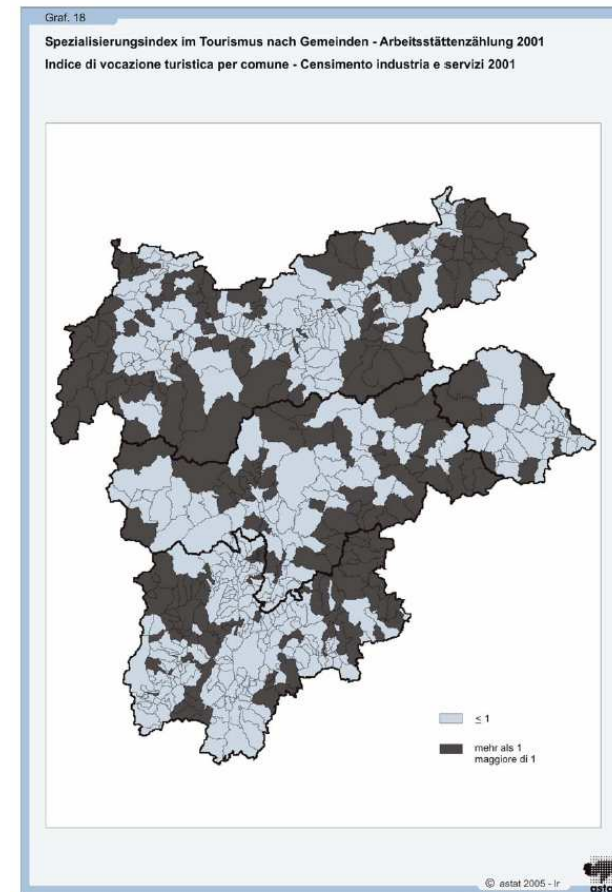 Graf. 18
Spezialisierungsindex im Tourismus nach Gemeinden - Arbeitsstättenzählung 2001
Indice di vocazione turistica per comune - Censimento industria e servizi 2001
≤ 1
mehr als 1
maggiore di 1
© astat 2005 - lr
astat